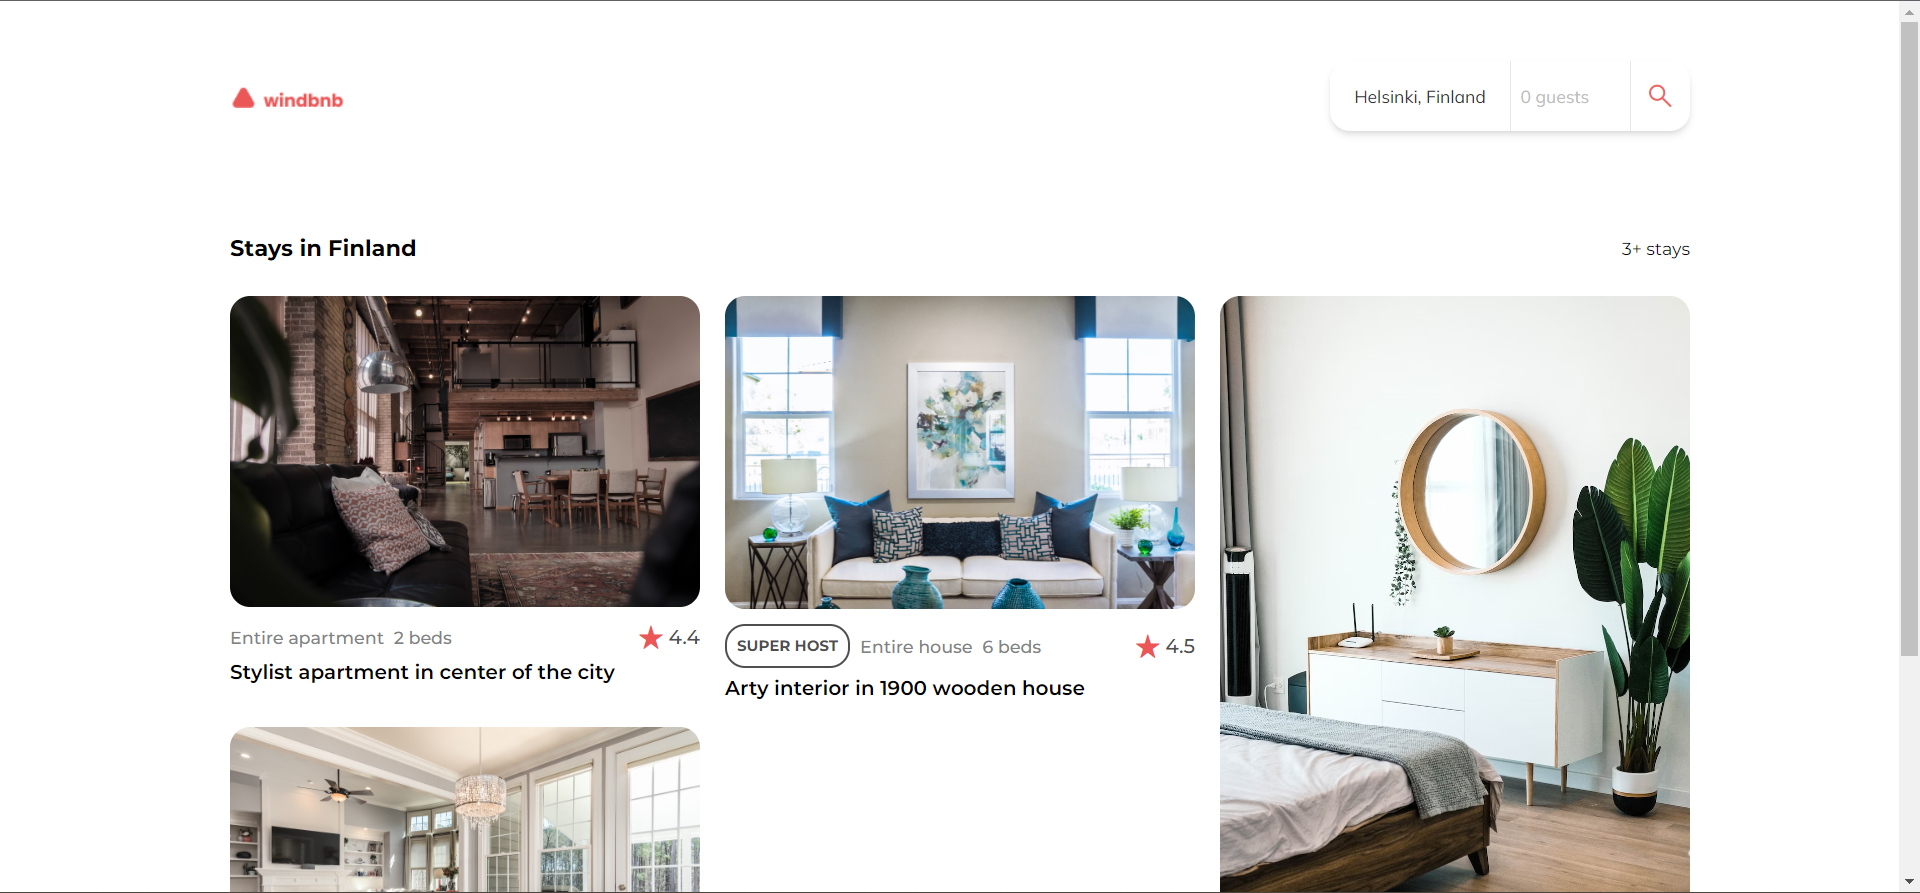 windbnb
Helsinki, Finland
0 guests
Stays in Finland
3+ stays
Entire apartment 2 beds
4.4
Stylist apartment in center of the city
SUPER HOST
Entire house 6 beds
4.5
Arty interior in 1900 wooden house